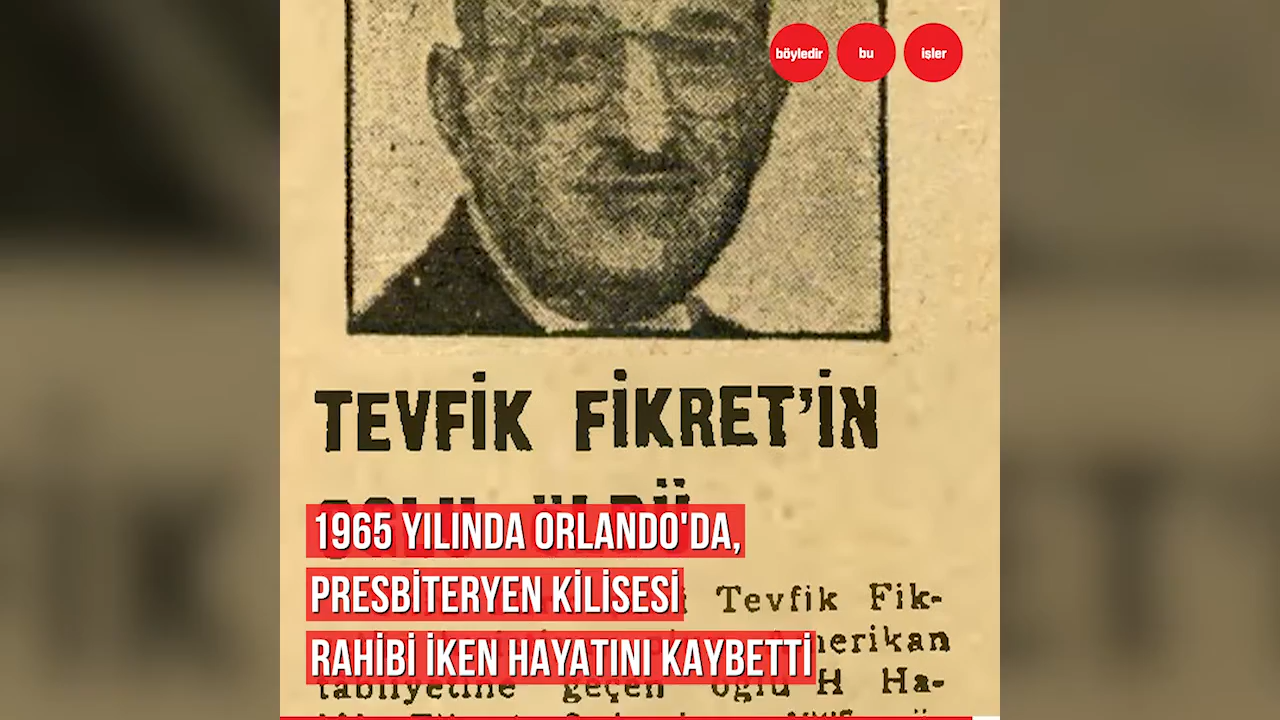 böyledir bu işler
TEVFİK FİKRET'İN
1965 YILINDA ORLANDO'DA,
PRESBİTERYEN KİLİSESİ
Tevfik Fik-
RAHİBİ İKEN HAYATINI KAYBETTİ
tabiiyetine geçen oğlu H Ha-